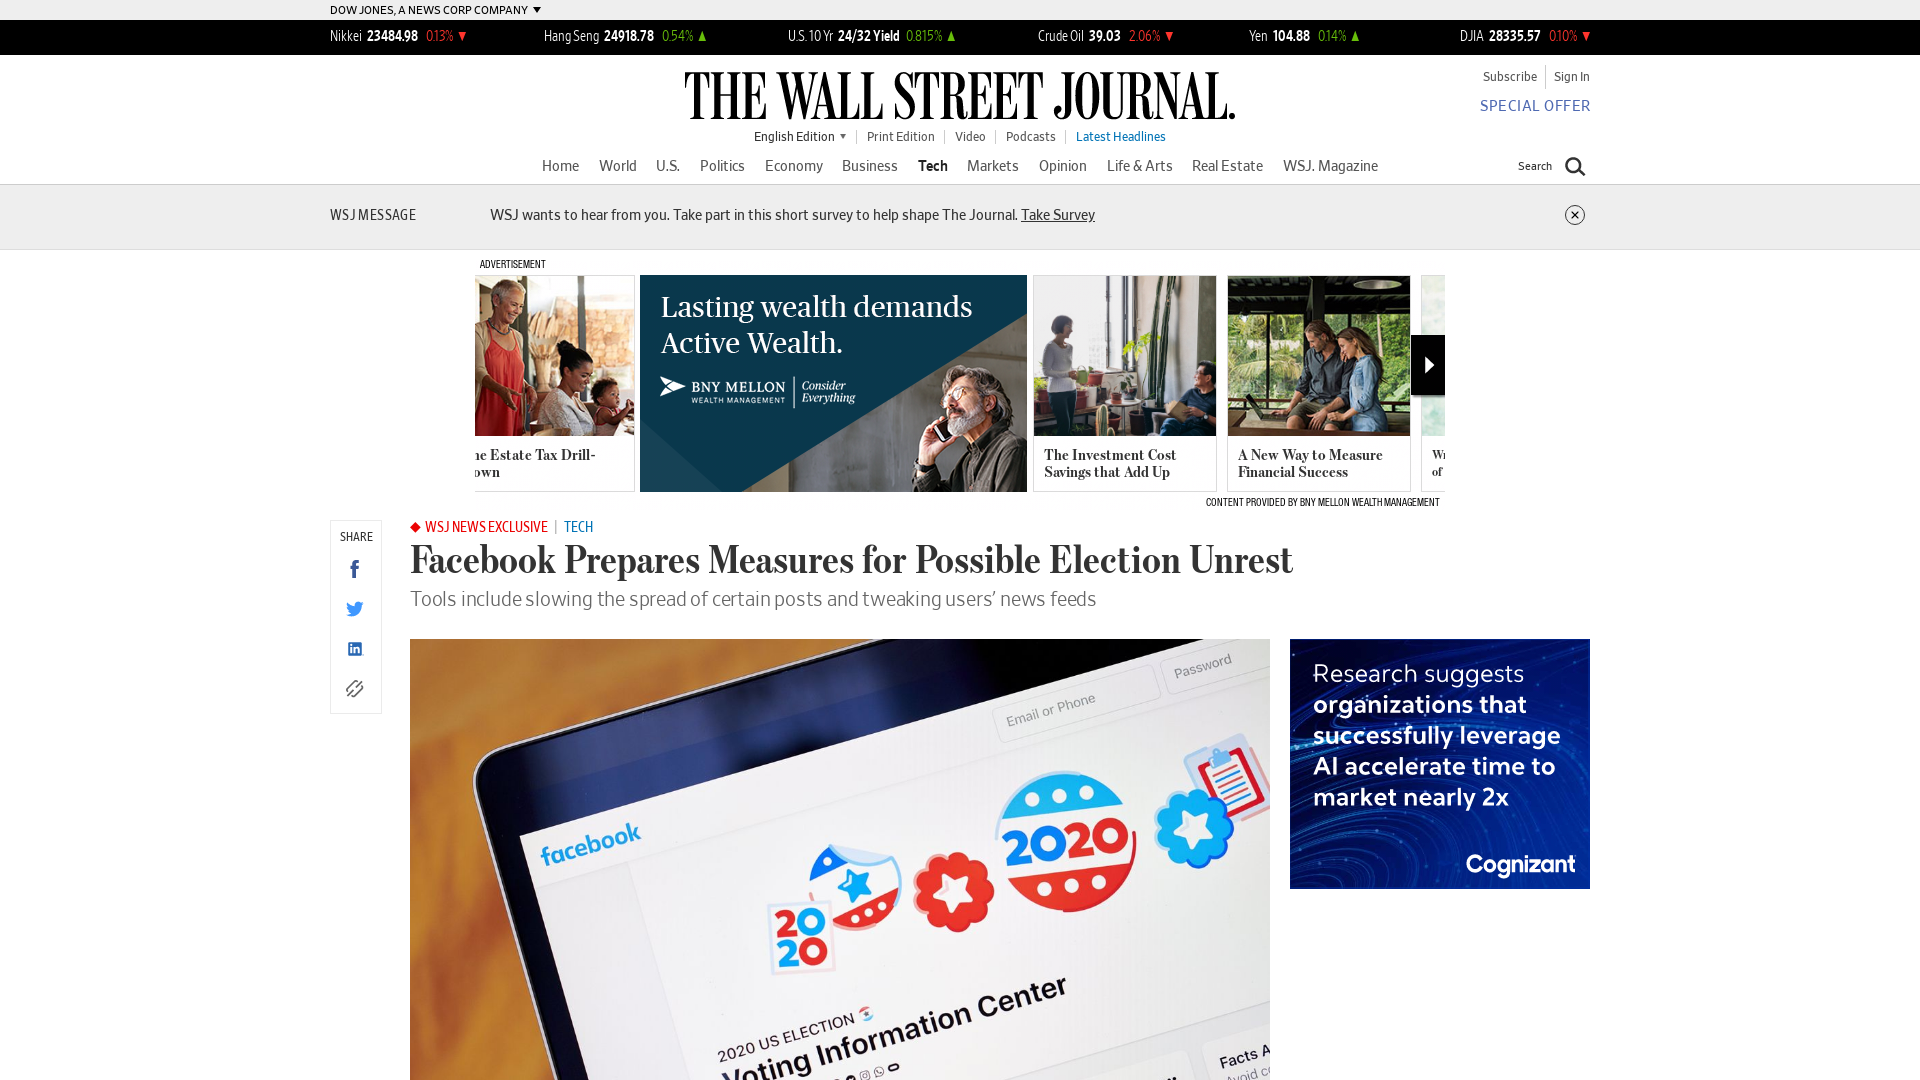 DOW JONES, A NEWS CORP COMPANY
Nikkei 23484.98 0.13%
Hang Seng 24918.78 0.54%
U.S. 10 Yr 24/32 Yield 0.815%
Crude Oil 39.03 2.06%
Yen 104.88 0.14%
DJIA 28335.57 0.10%
THE WALL STREET JOURNAL.
Subscribe
Sign In
SPECIAL OFFER
English Edition
Print Edition
Video
Podcasts
Latest Headlines
Home
World
U.S.
Politics
Economy
Business
Tech
Markets
Opinion
Life & Arts
Real Estate
WSJ. Magazine
Search
WSJ MESSAGE
WSJ wants to hear from you. Take part in this short survey to help shape The Journal. Take Survey
ADVERTISEMENT
Estate Tax Drill-
Lasting wealth demands
Active Wealth.
BNY MELLON
WEALTH MANAGEMENT
Consider
Everything
The Investment Cost
Savings that Add Up
A New Way to Measure
Financial Success
of
CONTENT PROVIDED BY BNY MELLON WEALTH MANAGEMENT
SHARE
WSJ NEWS EXCLUSIVE | TECH
Facebook Prepares Measures for Possible Election Unrest
Tools include slowing the spread of certain posts and tweaking users’ news feeds
Email or Phone
Password
facebook
20
20
2020
2020 US ELECTION
Voting Information Center
Facts
Avoid
Research suggests
organizations that
successfully leverage
AI accelerate time to
market nearly 2x
Cognizant